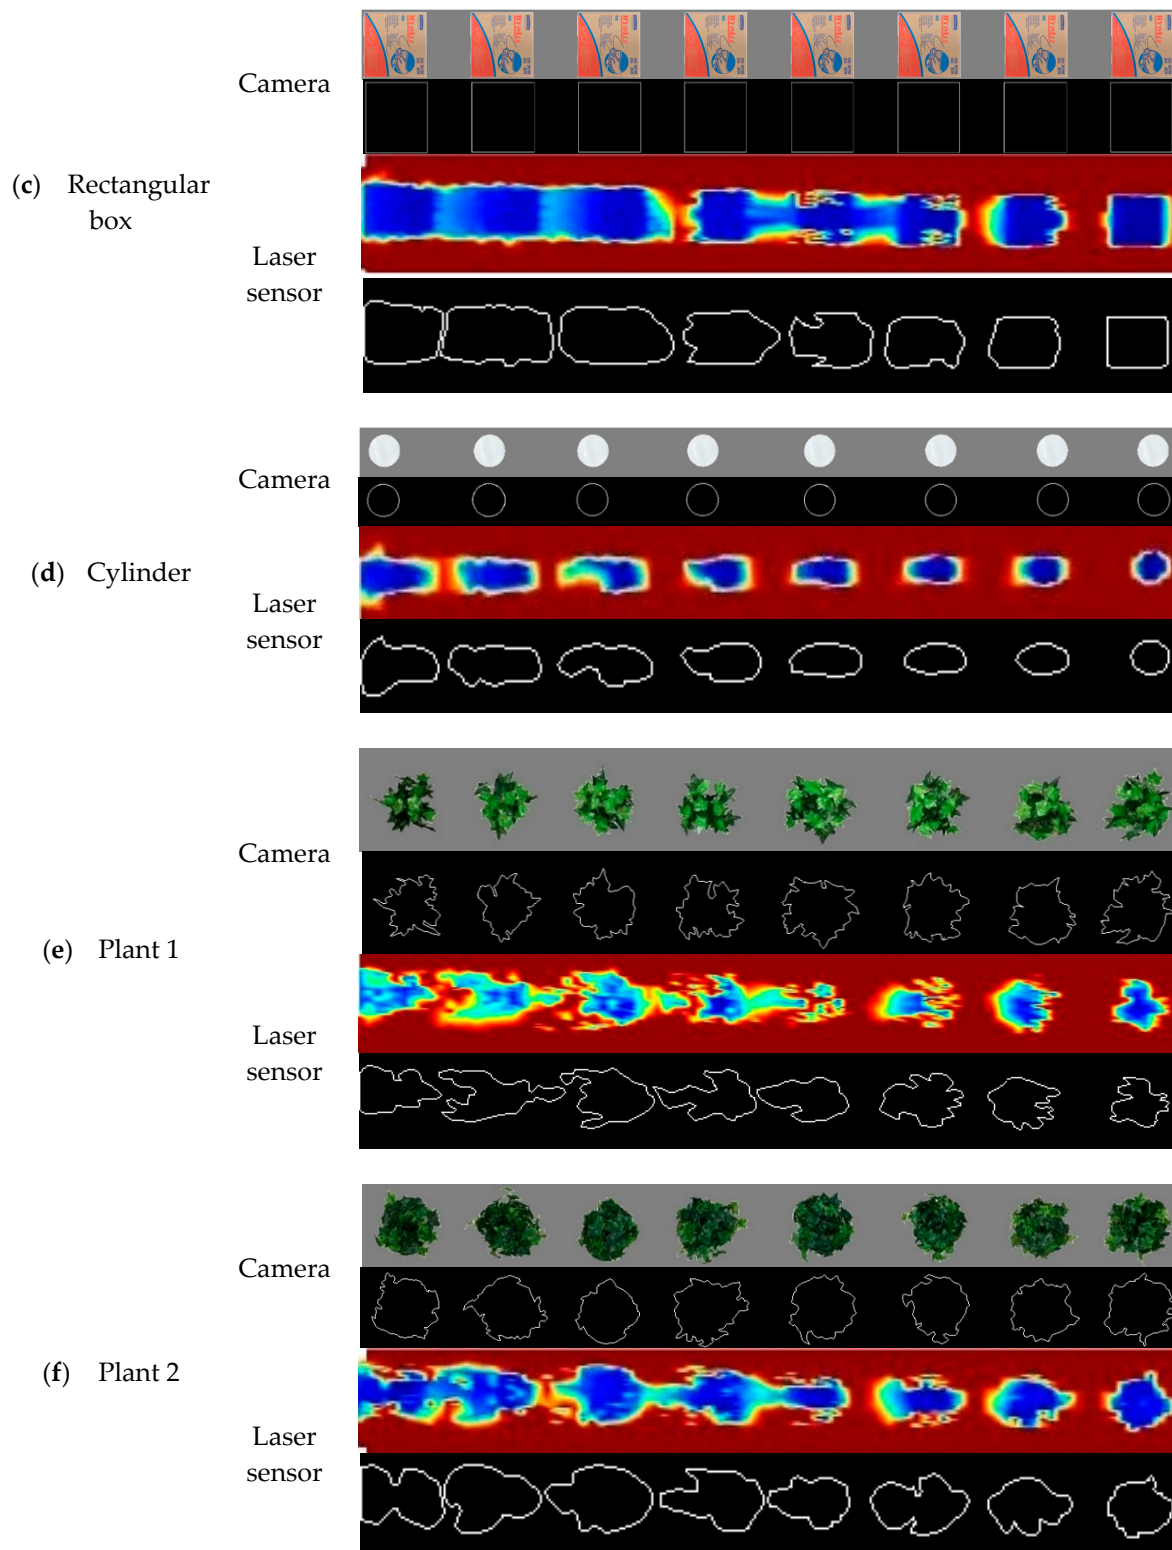 Camera
(c) Rectangular
box
Laser
sensor
Camera
(d) Cylinder
Laser
sensor
Camera
(e) Plant 1
Laser
sensor
Camera
(f) Plant 2
Laser
sensor